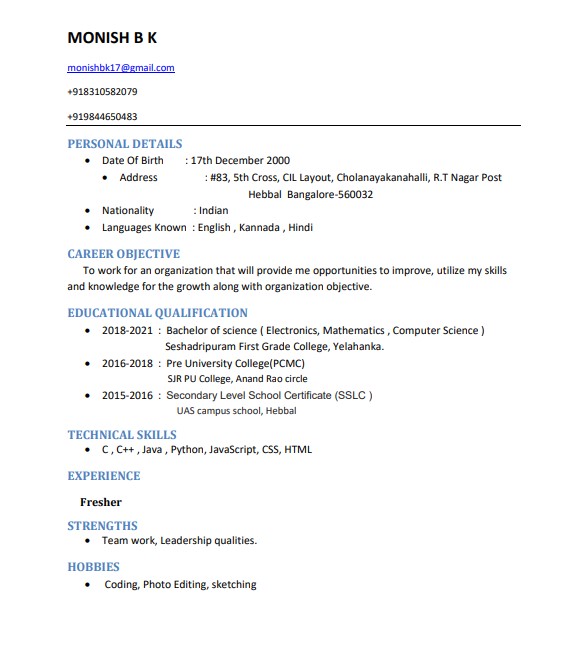 MONISH B K
monishbk17@gmail.com
+918310582079
+919844650483
PERSONAL DETAILS
• Date Of Birth : 17th December 2000
• Address : #83, 5th Cross, CIL Layout, Cholanayakanahalli, R.T Nagar Post
Hebbal Bangalore-560032
• Nationality : Indian
• Languages Known : English , Kannada , Hindi
CAREER OBJECTIVE
To work for an organization that will provide me opportunities to improve, utilize my skills
and knowledge for the growth along with organization objective.
EDUCATIONAL QUALIFICATION
• 2018-2021 : Bachelor of science ( Electronics, Mathematics , Computer Science )
Seshadripuram First Grade College, Yelahanka.
• 2016-2018 : Pre University College(PCMC)
SJR PU College, Anand Rao circle
• 2015-2016 : Secondary Level School Certificate (SSLC )
UAS campus school, Hebbal
TECHNICAL SKILLS
• C , C++ , Java , Python, JavaScript, CSS, HTML
EXPERIENCE
Fresher
STRENGTHS
• Team work, Leadership qualities.
HOBBIES
• Coding, Photo Editing, sketching